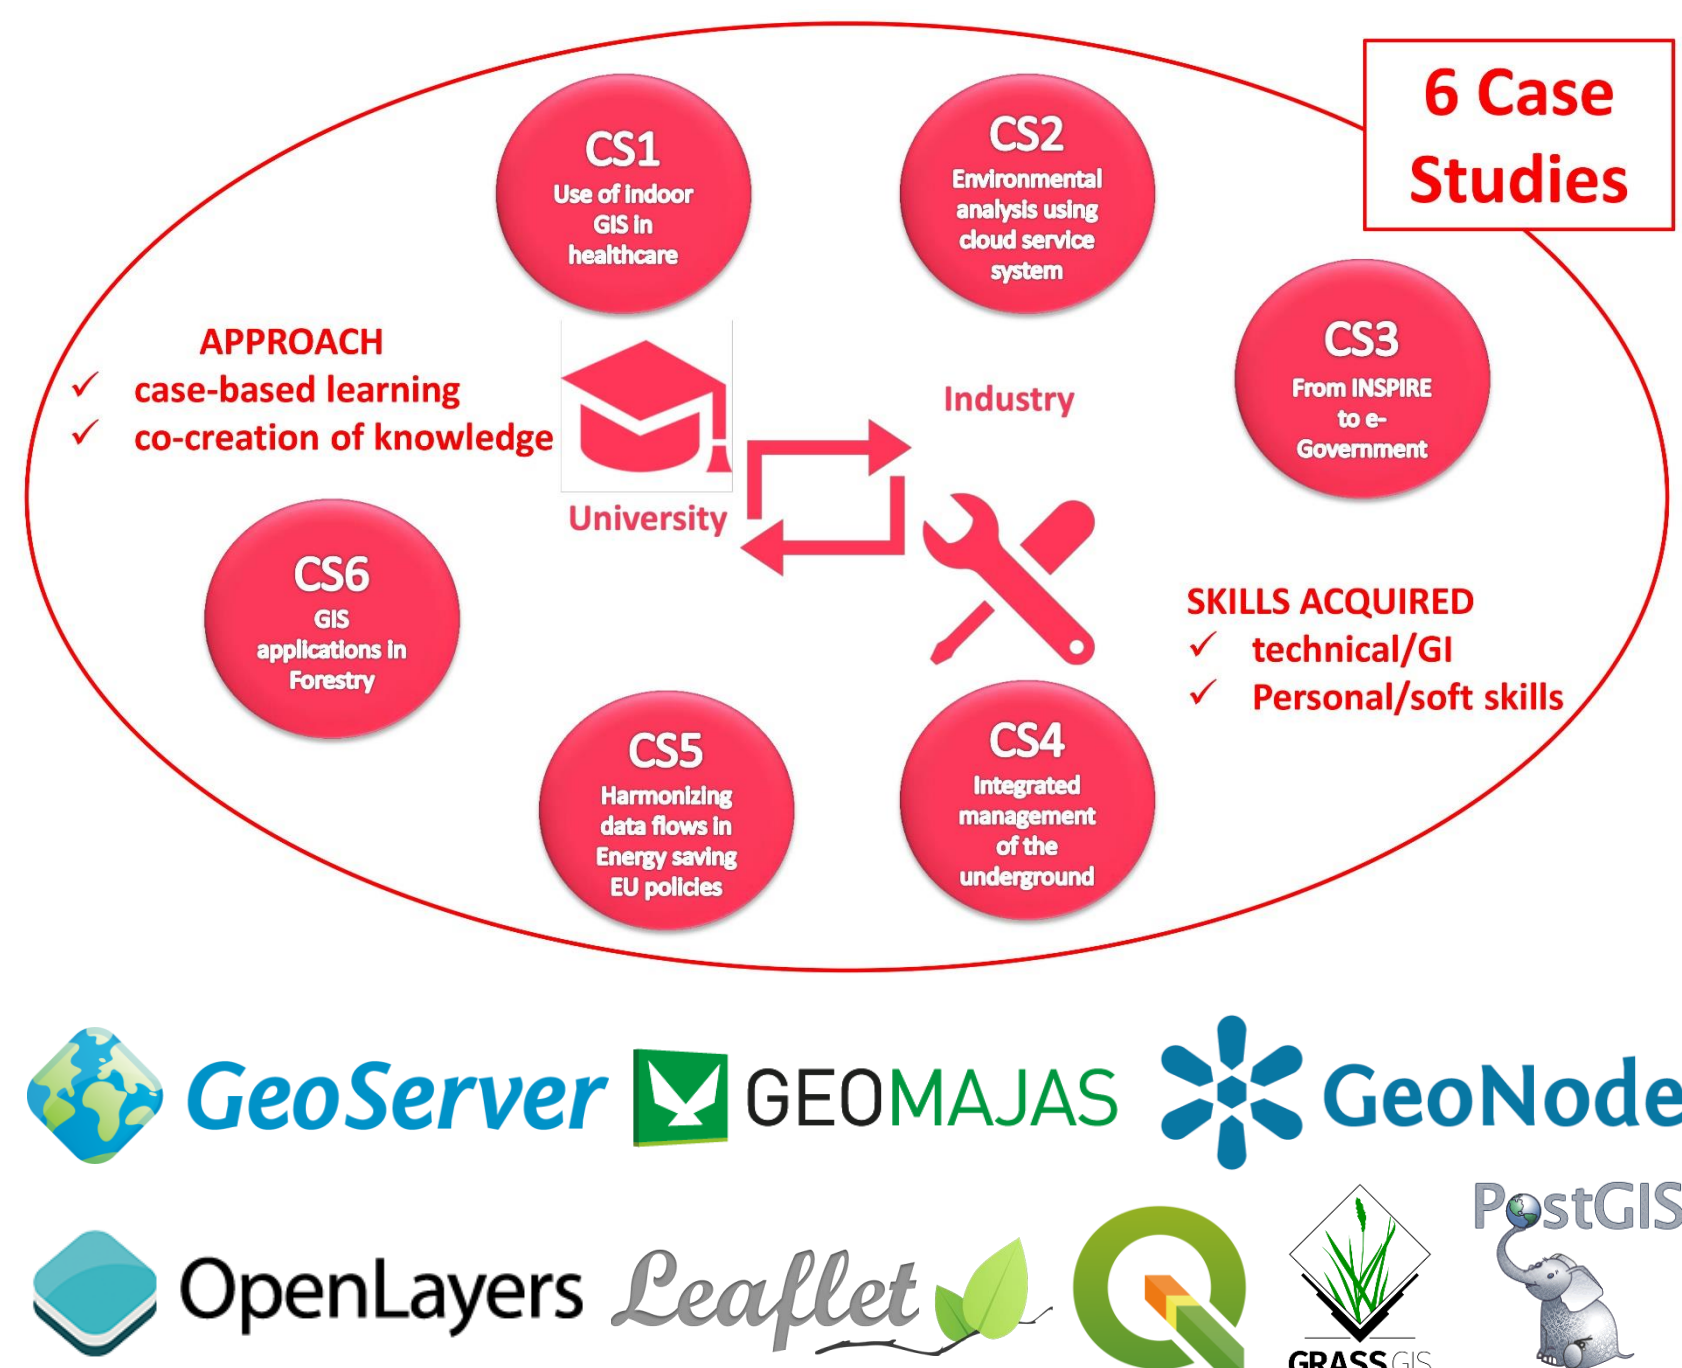 6 Case
Studies
CS1
Use of indoor
GIS in
healthcare
CS2
Environmental
analysis using
cloud service
system
CS3
From INSPIRE
to e-
Government
APPROACH
✓ case-based learning
✓ co-creation of knowledge
University
Industry
CS6
GIS
applications in
Forestry
SKILLS ACQUIRED
✓ technical/GI
✓ Personal/soft skills
CS5
Harmonizing
data flows in
Energy saving
EU policies
CS4
Integrated
management
of the
underground
GeoServer
GEOMAJAS
GeoNode
OpenLayers
Leaflet
GRASS GIS
PostGIS